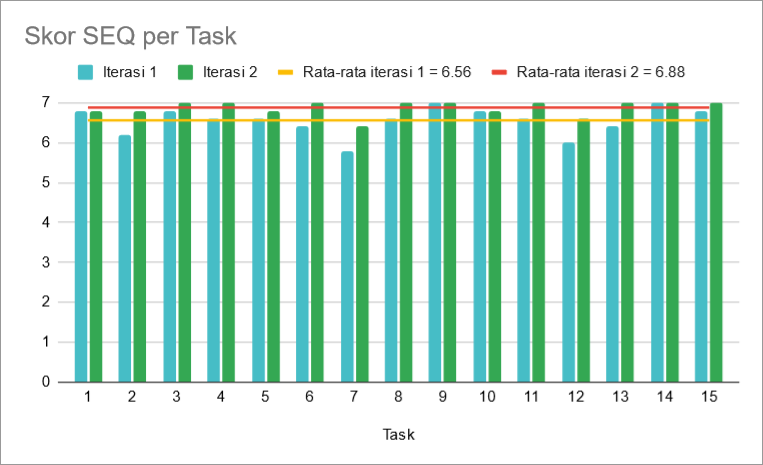 Skor SEQ per Task
Iterasi 1 Iterasi 2 Rata-rata iterasi 1 = 6.56 Rata-rata iterasi 2 = 6.88
7
6
5
4
3
2
1
0
1 2 3 4 5 6 7 8 9 10 11 12 13 14 15
Task